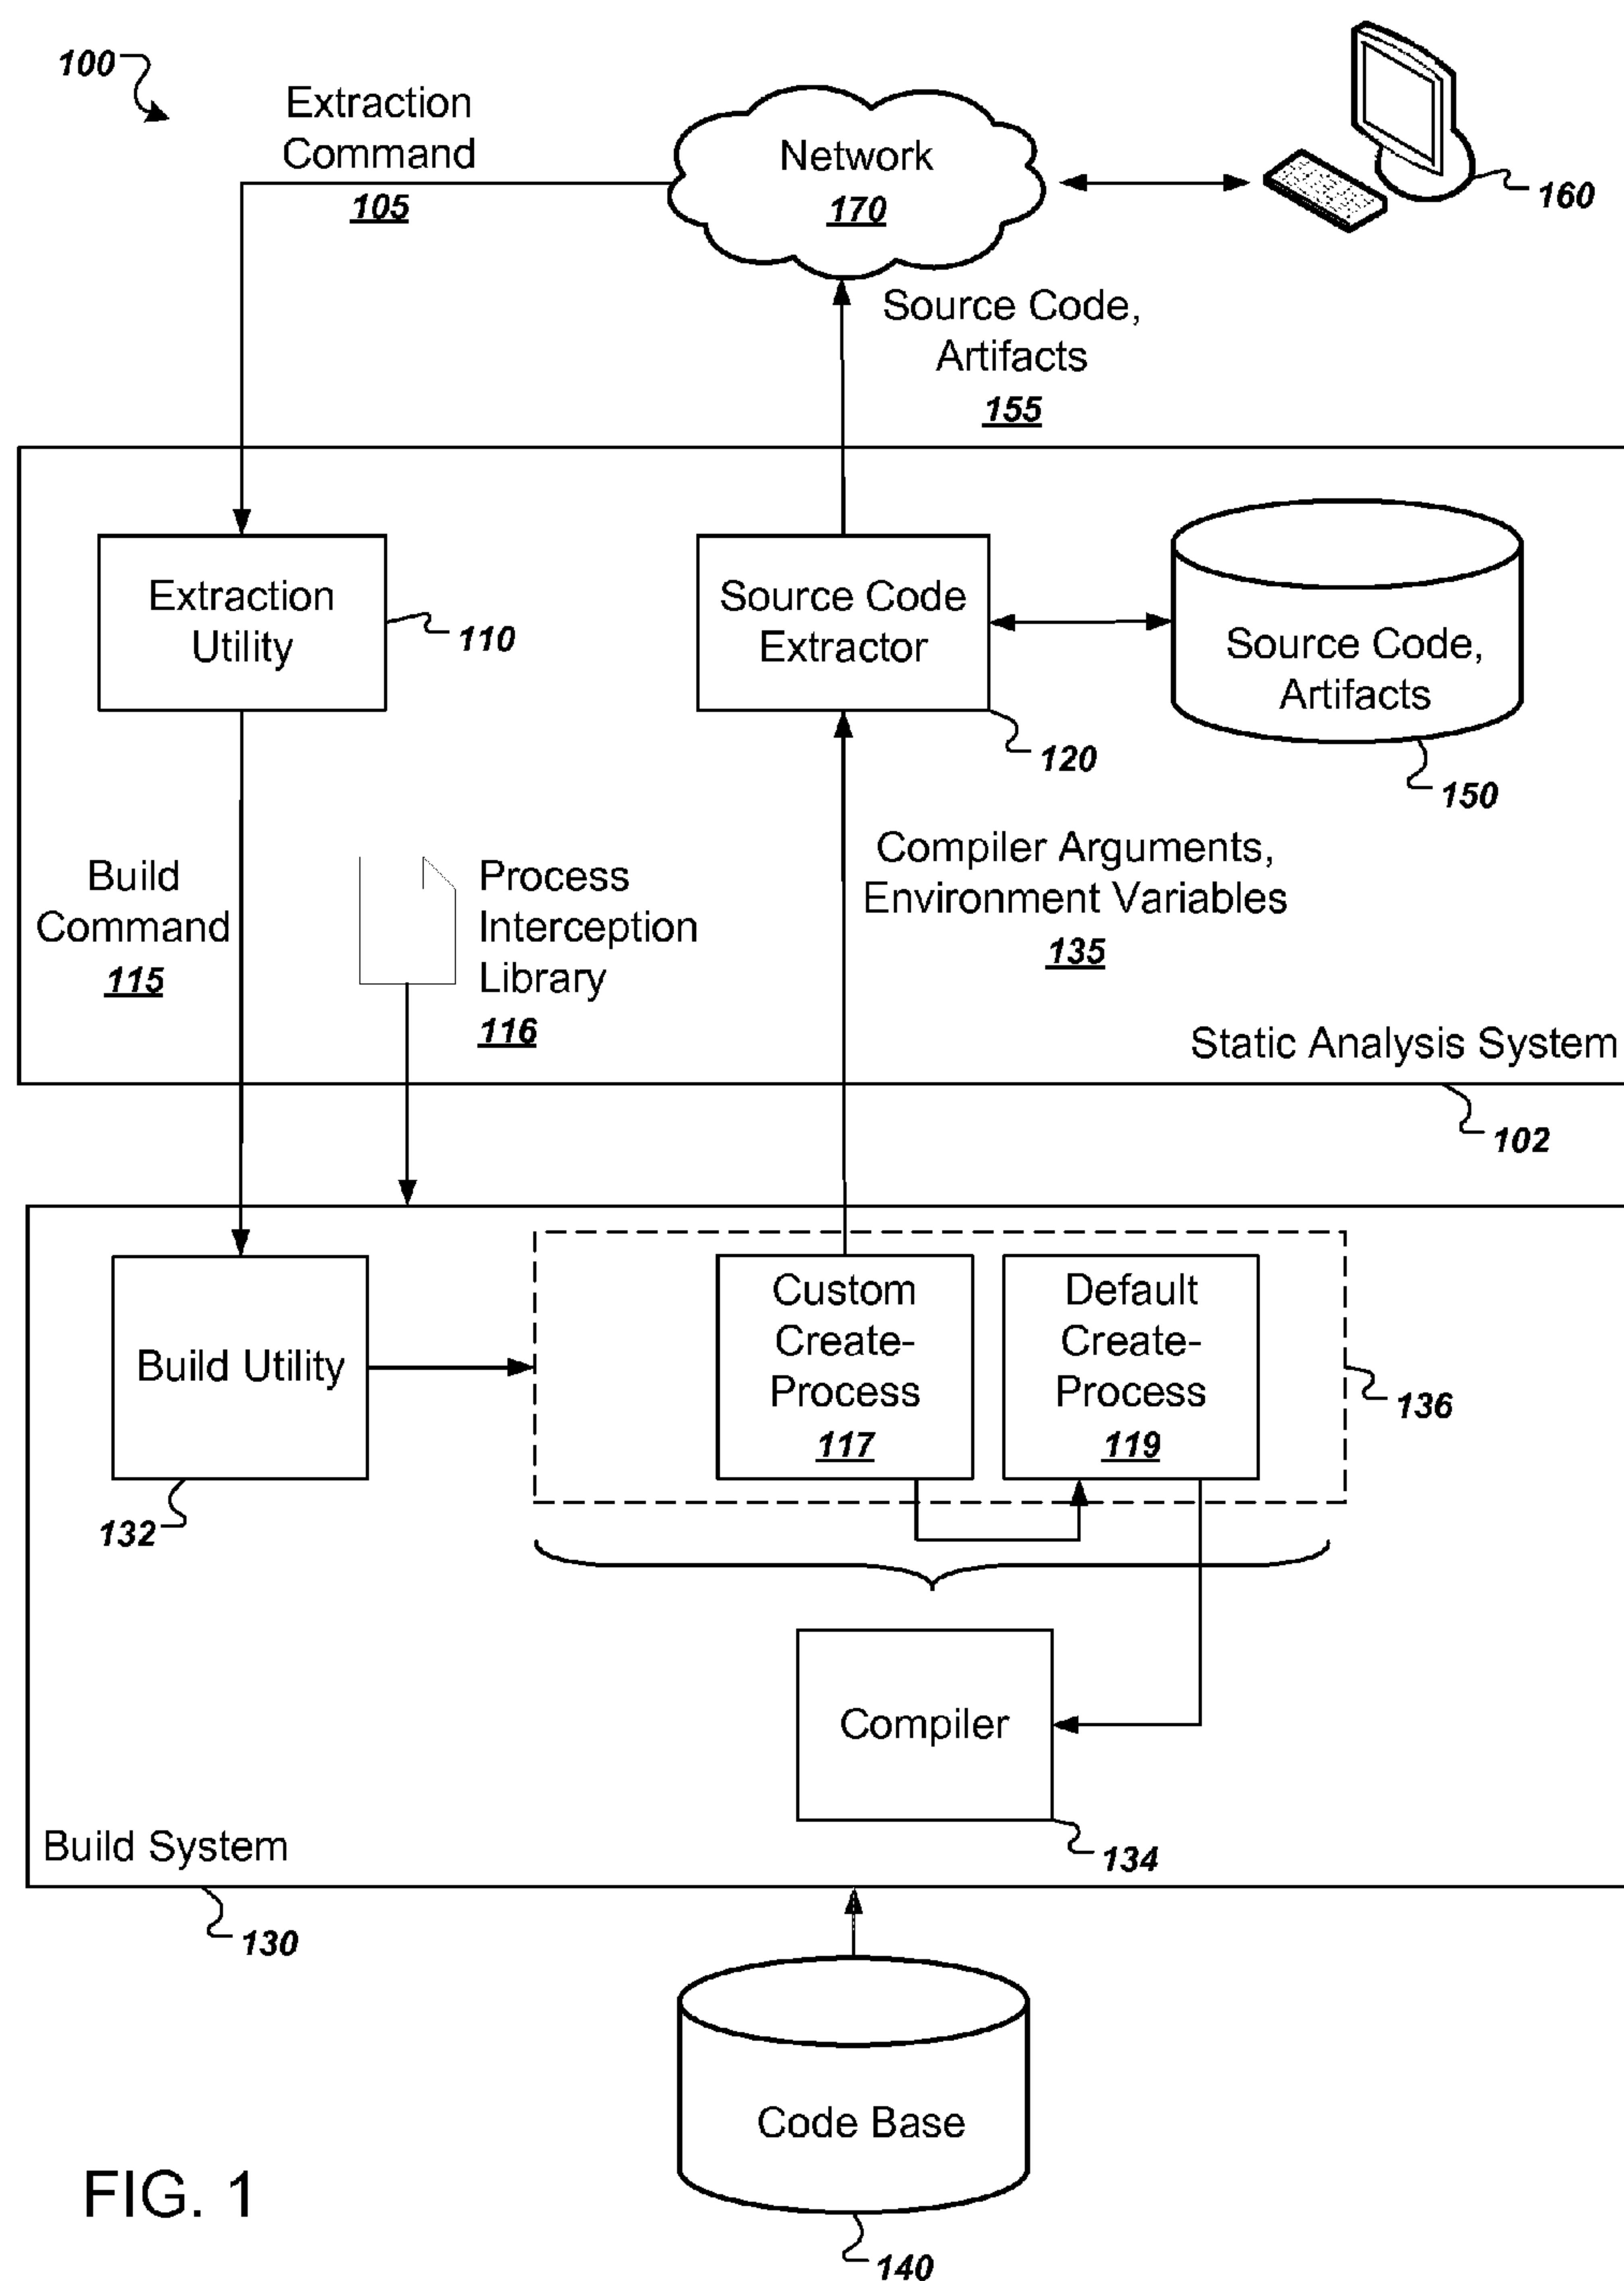 100
Extraction
Command
105
Network
170
160
Source Code,
Artifacts
155
Extraction
Utility
110
Source Code
Extractor
120
Source Code,
Artifacts
150
Build
Command
115
Process
Interception
Library
116
Compiler Arguments,
Environment Variables
135
Static Analysis System
102
Build Utility
132
Custom
Create-
Process
117
Default
Create-
Process
119
136
Compiler
134
Build System
130
Code Base
140
FIG. 1